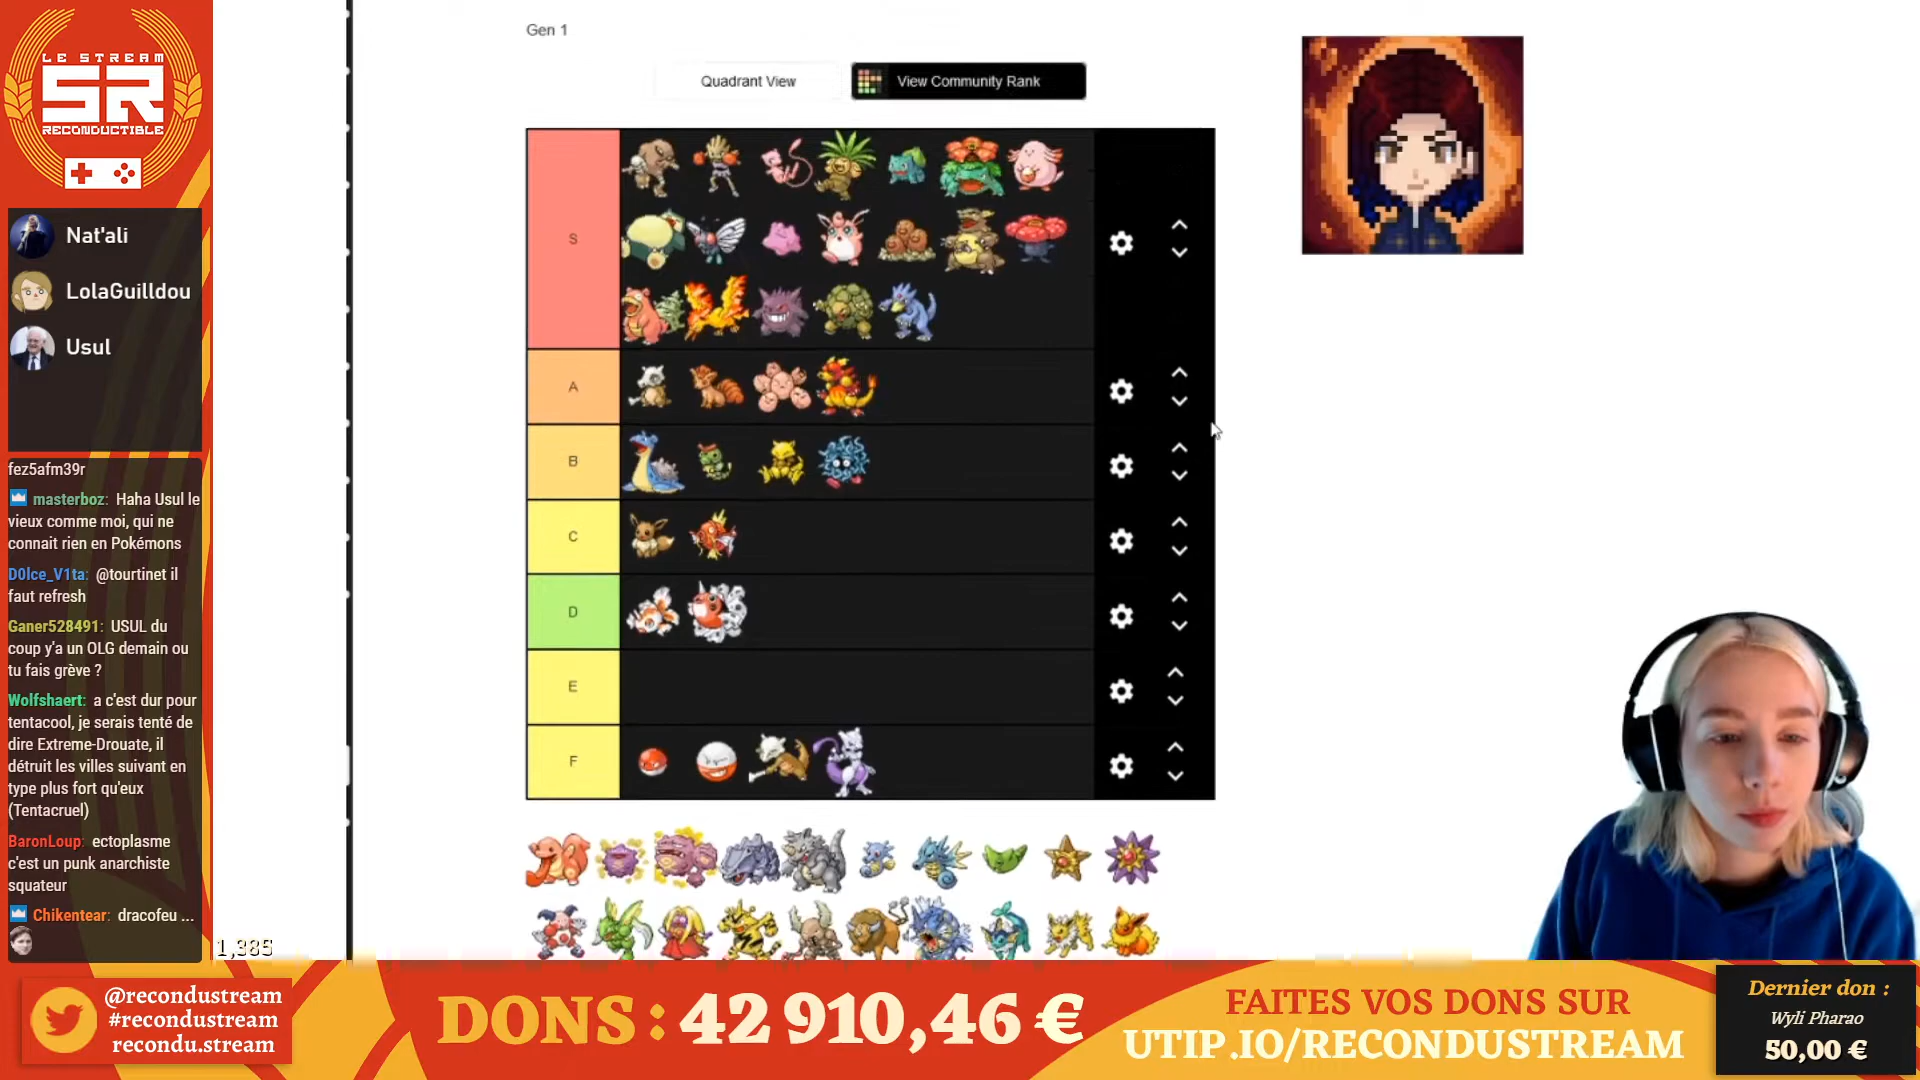 LE STREAM
SR
RECONDUCTIBLE
Nat'ali
LolaGuilldou
Usul
fez5afm39r
masterboz: Haha Usul le
vieux comme moi, qui ne
connait rien en Pokémons
D0lce_V1ta: @tourtinet il
faut refresh
Ganer528491: USUL du
coup y'a un OLG demain ou
tu fais grève ?
Wolfshaert: a c'est dur pour
tentacool, je serais tenté de
dire Extreme-Drouate, il
détruit les villes suivant en
type plus fort qu'eux
(Tentacruel)
BaronLoup: ectoplasme
c'est un punk anarchiste
squateur
Chikentear: dracofeu ...
1,385
Gen 1
Quadrant View
View Community Rank
S
A
B
C
D
E
F
@recondustream
#recondustream
recondu.stream
DONS : 42 910,46 €
FAITES VOS DONS SUR
UTIP.IO/RECONDUSTREAM
Dernier don :
Wyli Pharao
50,00 €